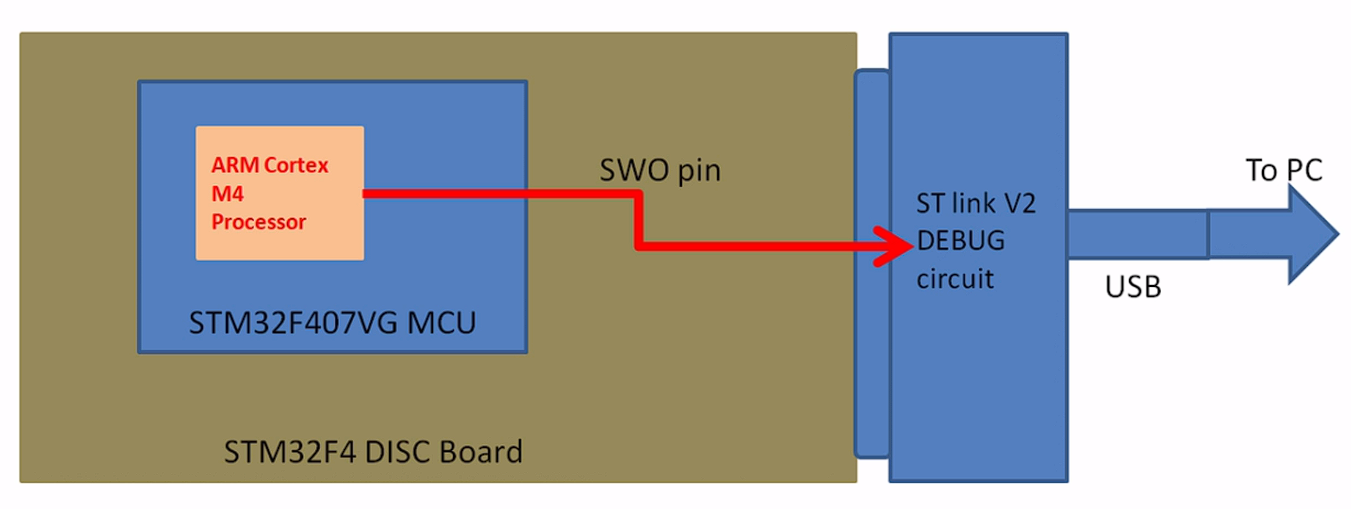 ARM Cortex
M4
Processor
STM32F407VG MCU
STM32F4 DISC Board
SWO pin
ST link V2
DEBUG
circuit
To PC
USB